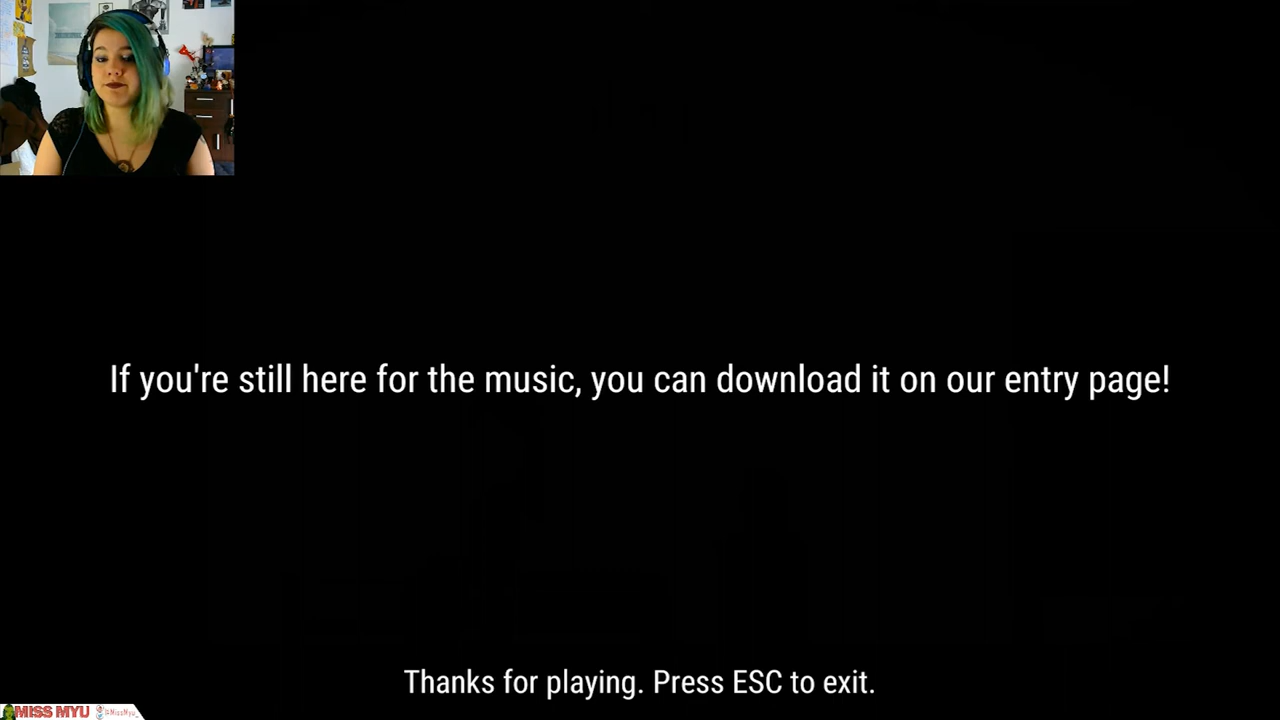 If you're still here for the music, you can download it on our entry page!
Thanks for playing. Press ESC to exit.
MISS MYU